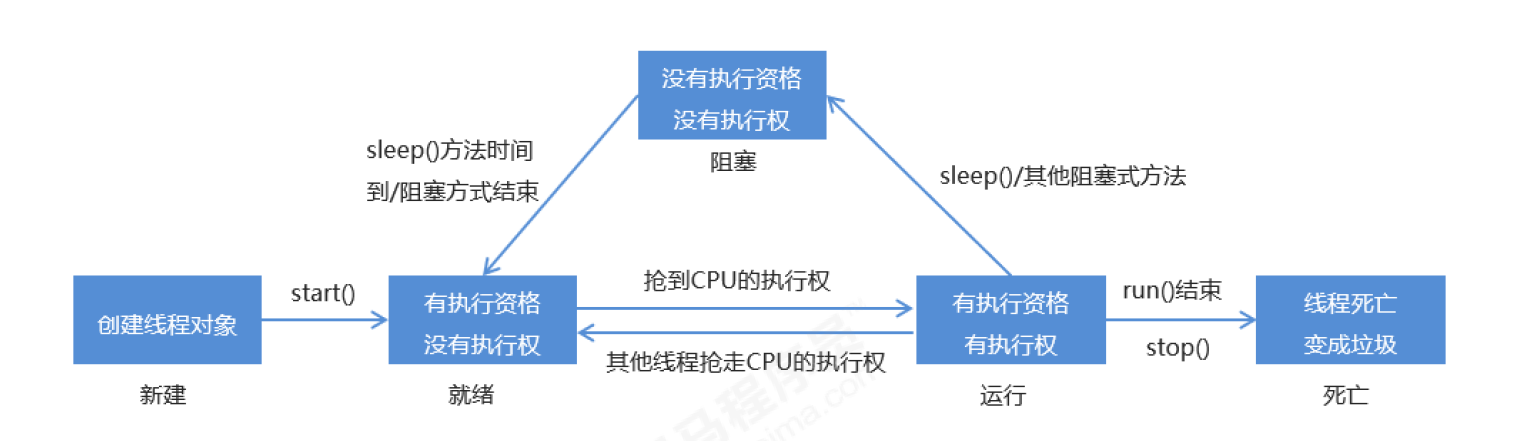 没有执行资格
没有执行权
阻塞
sleep()方法时间
到/阻塞方式结束
sleep()/其他阻塞式方法
创建线程对象
新建
start()
有执行资格
没有执行权
就绪
抢到CPU的执行权
其他线程抢走CPU的执行权
有执行资格
有执行权
运行
run()结束
stop()
线程死亡
变成垃圾
死亡
马程序员